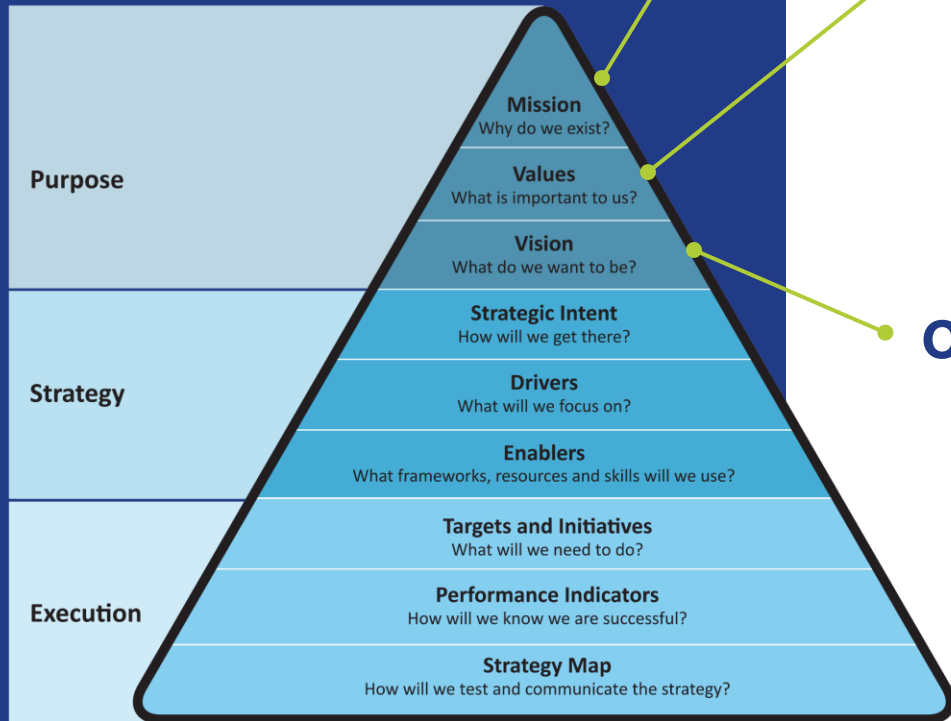 Purpose
Mission
Why do we exist?
Values
What is important to us?
Vision
What do we want to be?
Strategy
Strategic Intent
How will we get there?
Drivers
What will we focus on?
Enablers
What frameworks, resources and skills will we use?
Execution
Targets and Initiatives
What will we need to do?
Performance Indicators
How will we know we are successful?
Strategy Map
How will we test and communicate the strategy?